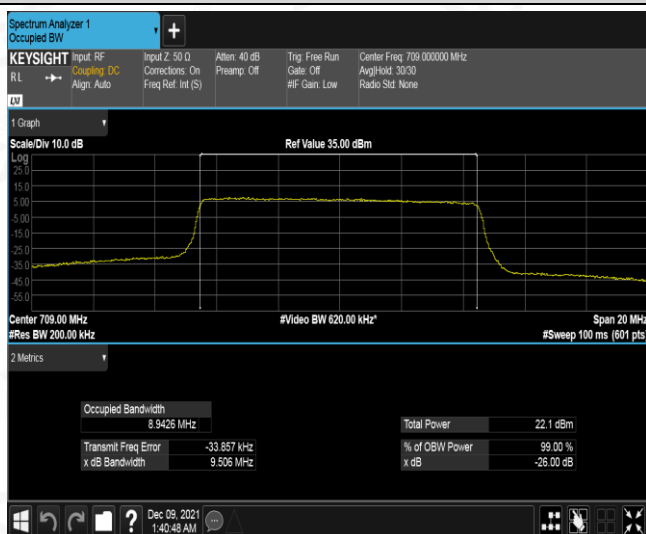 Spectrum Analyzer 1
Occupied BW
+
KEYSIGHT
R L
LXI
Input: RF
Coupling: DC
Align: Auto
Input Z: 50 Ω
Corrections: On
Freq Ref: Int (S)
Atten: 40 dB
Preamp: Off
Trig: Free Run
Gate: Off
#IF Gain: Low
Center Freq: 709.000000 MHz
Avg|Hold: 30/30
Radio Std: None
1 Graph
Scale/Div 10.0 dB
Ref Value 35.00 dBm
Log
25.0
15.0
5.00
-5.00
-15.0
-25.0
-35.0
-45.0
-55.0
Center 709.00 MHz
#Video BW 620.00 kHz*
Span 20 MHz
#Res BW 200.00 kHz
#Sweep 100 ms (601 pts)
2 Metrics
Occupied Bandwidth
8.9426 MHz
Total Power 22.1 dBm
Transmit Freq Error -33.857 kHz
% of OBW Power 99.00 %
x dB Bandwidth 9.506 MHz
x dB -26.00 dB
?
Dec 09, 2021
1:40:48 AM